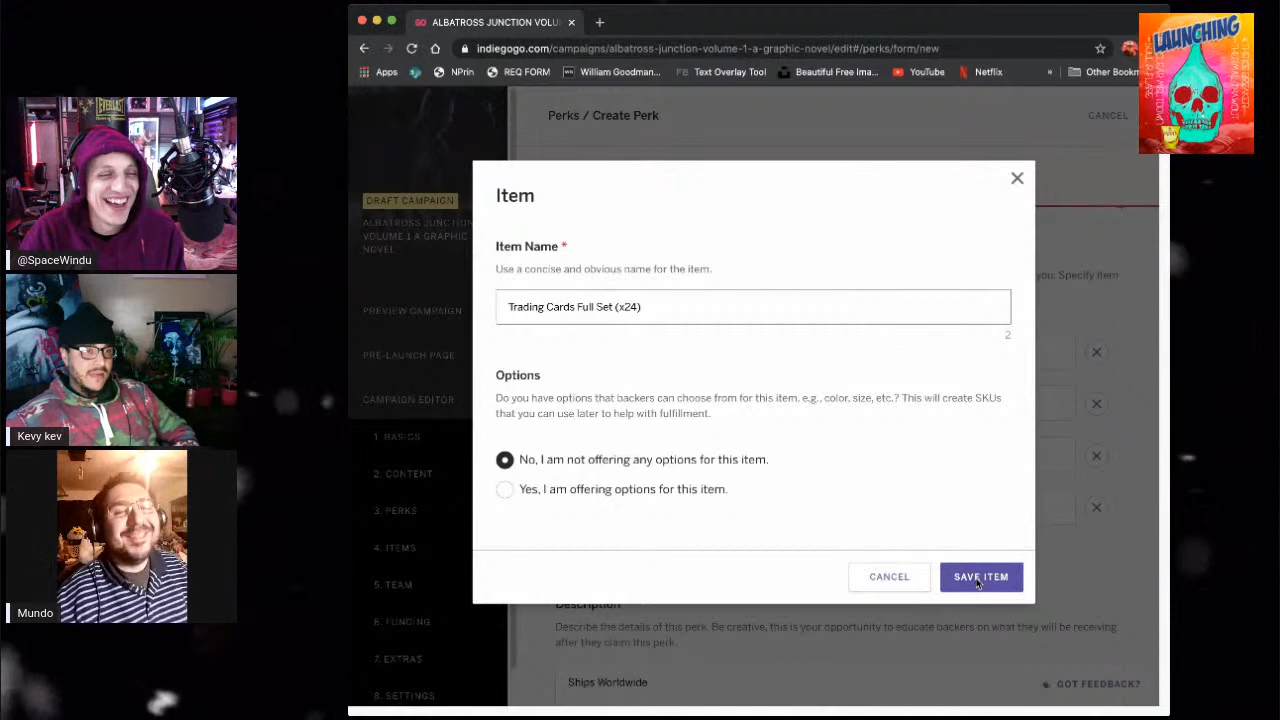 ALBATROSS JUNCTION VOLU
indiegogo.com/campaigns/albatross-junction-volume-1-a-graphic-novel/edit#/perks/form/new
Apps
NPrin
REQ FORM
William Goodman...
Text Overlay Tool
Beautiful Free Ima...
YouTube
Netflix
»
Other Bookm
LAUNCHING
Perks / Create Perk
CANCEL
DRAFT CAMPAIGN
ALBATROSS JUNCTION
VOLUME 1 A GRAPHIC
NOVEL
PREVIEW CAMPAIGN
PRE-LAUNCH PAGE
CAMPAIGN EDITOR
1. BASICS
2. CONTENT
3. PERKS
4. ITEMS
5. TEAM
6. FUNDING
7. EXTRAS
8. SETTINGS
Item
Item Name *
Use a concise and obvious name for the item.
Trading Cards Full Set (x24)
2
Options
Do you have options that backers can choose from for this item, e.g., color, size, etc.? This will create SKUs
that you can use later to help with fulfillment.
No, I am not offering any options for this item.
Yes, I am offering options for this item.
CANCEL
SAVE ITEM
you. Specify item
Description
Describe the details of this perk. Be creative, this is your opportunity to educate backers on what they will be receiving
after they claim this perk.
Ships Worldwide
GOT FEEDBACK?
EVERLAST
@SpaceWindu
Kevy kev
Mundo